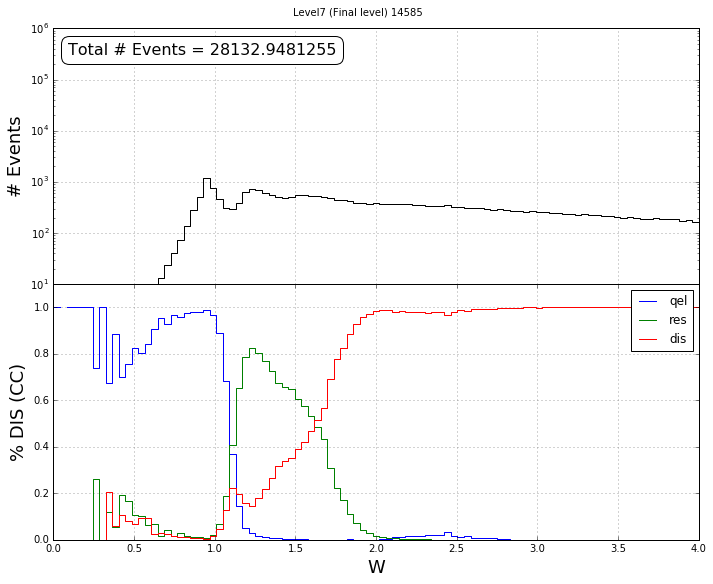 Level7 (Final level) 14585
Total # Events = 28132.9481255
# Events
10^6
10^5
10^4
10^3
10^2
10^1
% DIS (CC)
1.0
0.8
0.6
0.4
0.2
0.0
qel
res
dis
0.0 0.5 1.0 1.5 2.0 2.5 3.0 3.5 4.0
W